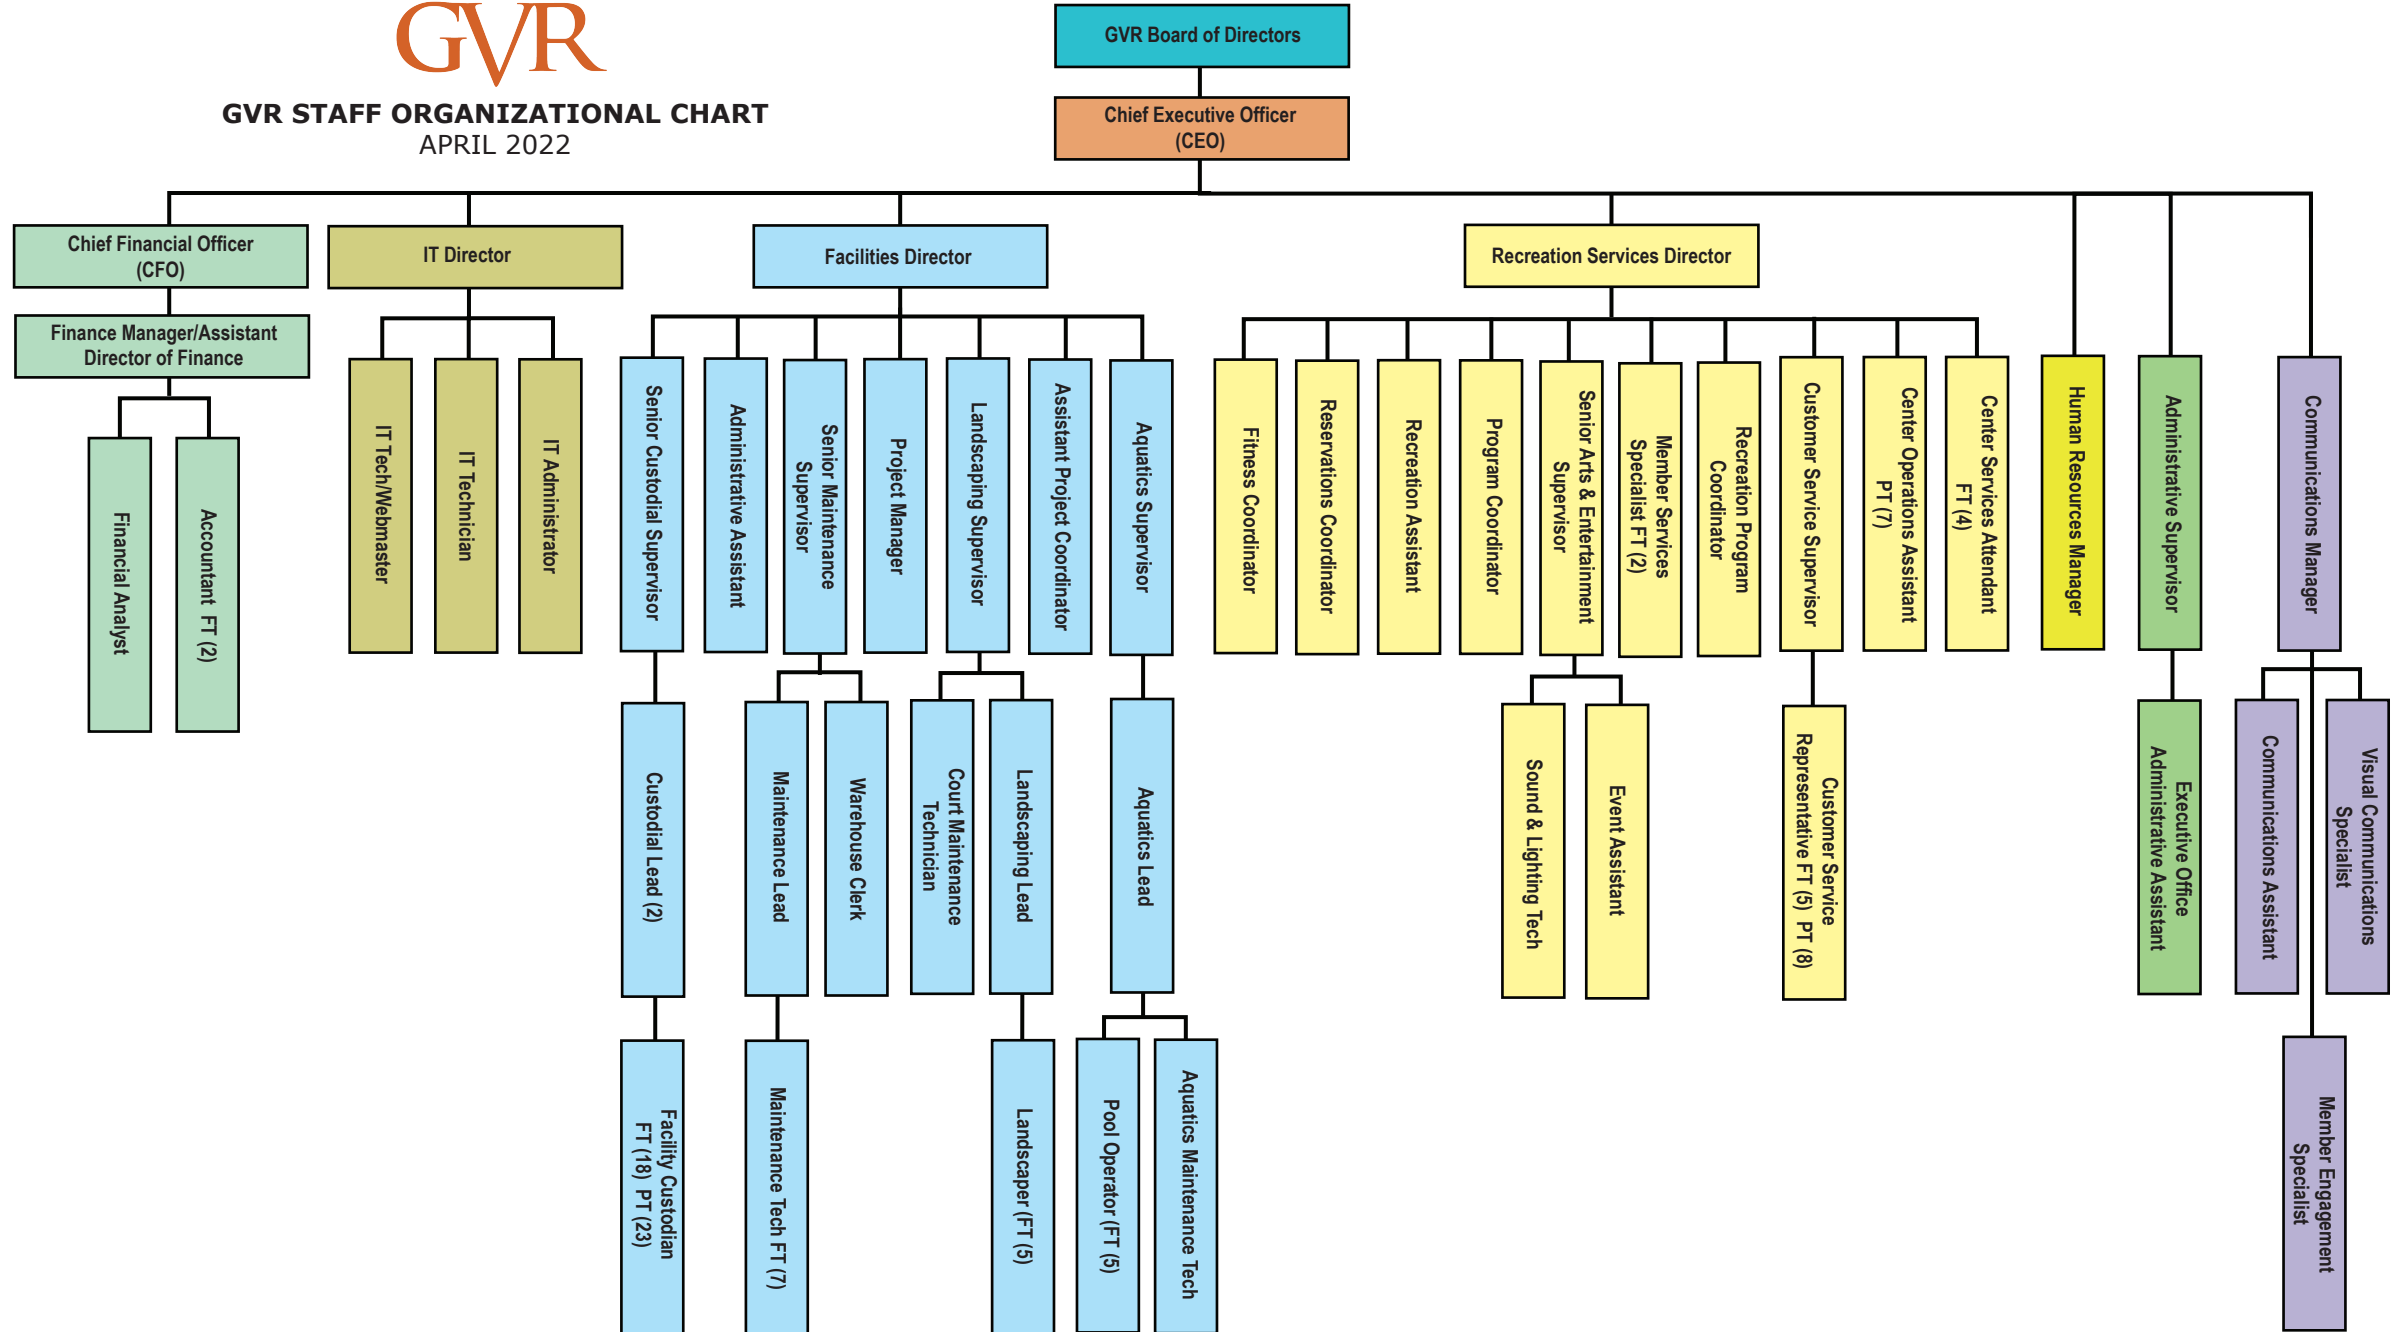 GVR
GVR STAFF ORGANIZATIONAL CHART
APRIL 2022
GVR Board of Directors
Chief Executive Officer
(CEO)
Chief Financial Officer
(CFO)
IT Director
Facilities Director
Recreation Services Director
Finance Manager/Assistant
Director of Finance
Financial Analyst
Accountant FT (2)
IT Tech/Webmaster
IT Technician
IT Administrator
Senior Custodial Supervisor
Administrative Assistant
Senior Maintenance
Supervisor
Project Manager
Landscaping Supervisor
Assistant Project Coordinator
Aquatics Supervisor
Fitness Coordinator
Reservations Coordinator
Recreation Assistant
Program Coordinator
Senior Arts & Entertainment
Supervisor
Member Services
Specialist FT (2)
Recreation Program
Coordinator
Customer Service Supervisor
Center Operations Assistant
PT (7)
Center Services Attendant
FT (4)
Human Resources Manager
Administrative Supervisor
Communications Manager
Custodial Lead (2)
Maintenance Lead
Warehouse Clerk
Court Maintenance
Technician
Landscaping Lead
Aquatics Lead
Sound & Lighting Tech
Event Assistant
Customer Service
Representative FT (5) PT (8)
Executive Office
Administrative Assistant
Communications Assistant
Visual Communications
Specialist
Facility Custodian
FT (18) PT (23)
Maintenance Tech FT (7)
Landscaper (FT (5)
Pool Operator (FT (5)
Aquatics Maintenance Tech
Member Engagement
Specialist